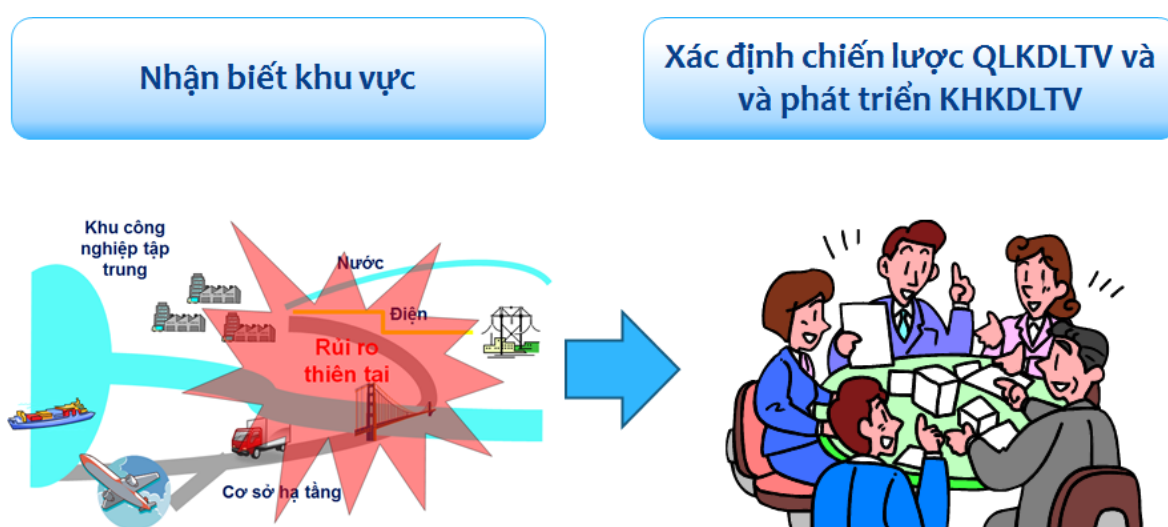 Nhận biết khu vực
Xác định chiến lược QLKDLTV và
và phát triển KHKDLTV
Khu công
nghiệp tập
trung
Nước
Điện
Rủi ro
thiên tai
Cơ sở hạ tầng